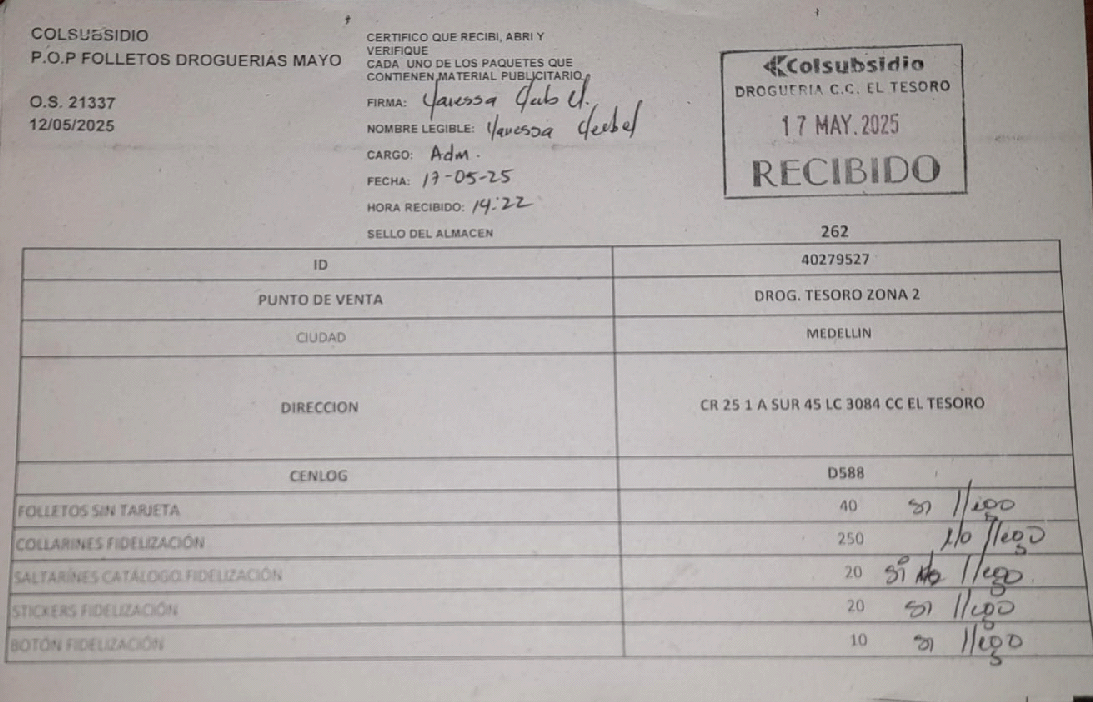 COLSUBSIDIO
P.O.P FOLLETOS DROGUERIAS MAYO
O.S. 21337
12/05/2025
CERTIFICO QUE RECIBI, ABRI Y
VERIFIQUE
CADA UNO DE LOS PAQUETES QUE
CONTIENEN MATERIAL PUBLICITARIO
FIRMA: Vanessa
NOMBRE LEGIBLE: Vanessa
CARGO: Adm.
FECHA: 17-05-25
HORA RECIBIDO: 14:22
SELLO DEL ALMACEN
Colsubsidio
DROGUERIA C.C. EL TESORO
17 MAY. 2025
RECIBIDO
262
ID 40279527
PUNTO DE VENTA DROG. TESORO ZONA 2
CIUDAD MEDELLIN
DIRECCION CR 25 1 A SUR 45 LC 3084 CC EL TESORO
CENLOG D588
FOLLETOS SIN TARJETA 40 si llego
COLLARINES FIDELIZACIÓN 250 No llego
SALTARINES CATÁLOGO FIDELIZACIÓN 20 si No llego
STICKERS FIDELIZACIÓN 20 si llego
BOTÓN FIDELIZACIÓN 10 si llego